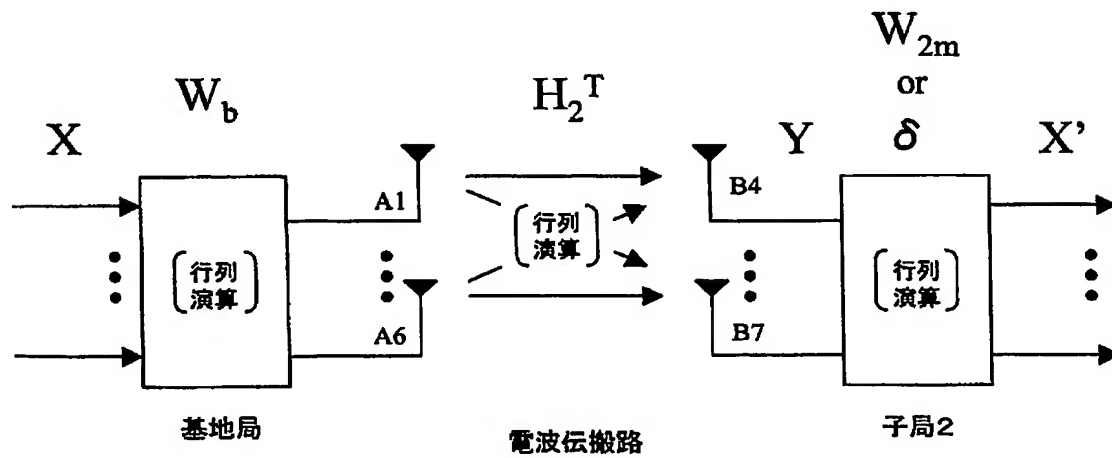 W2m
or
δ
X
Wb
H2T
Y
X'
A1
A6
B4
B7
行列
演算
行列
演算
行列
演算
基地局
電波伝搬路
子局2